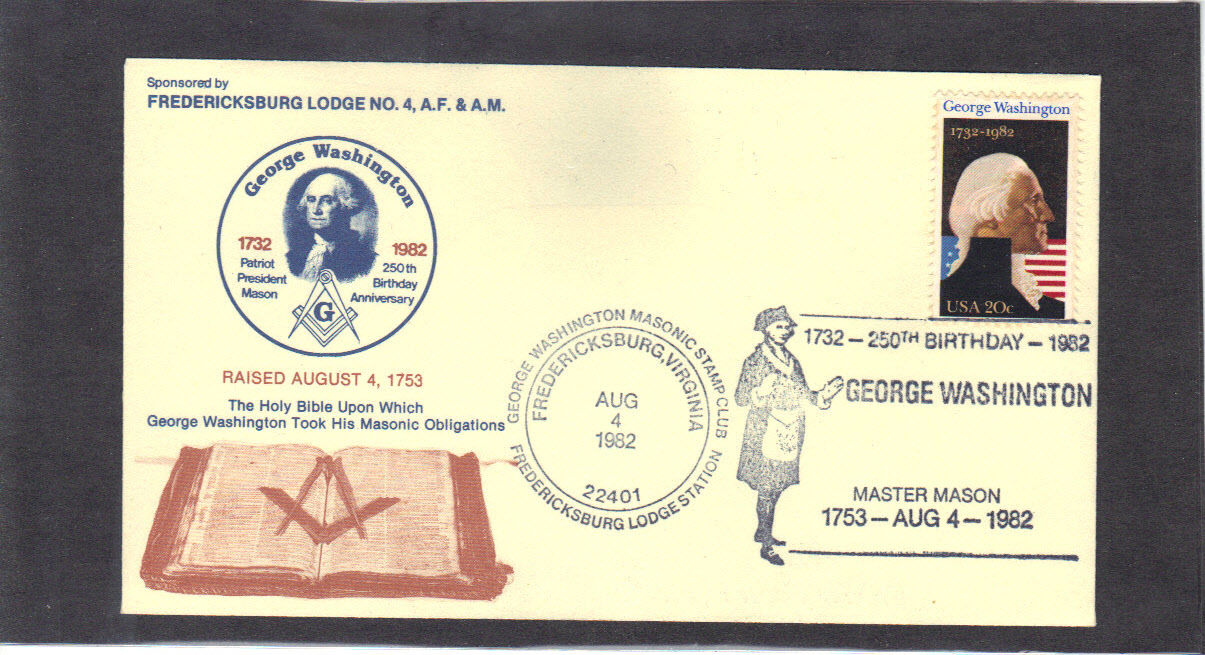 Sponsored by
FREDERICKSBURG LODGE NO. 4, A.F. & A.M.
George Washington
1732
1982
Patriot
President
Mason
250th
Birthday
Anniversary
G
RAISED AUGUST 4, 1753
The Holy Bible Upon Which
George Washington Took His Masonic Obligations
George Washington
1732-1982
USA 20c
GEORGE WASHINGTON MASONIC STAMP CLUB
FREDERICKSBURG, VIRGINIA
AUG
4
1982
22401
FREDERICKSBURG LODGE STATION
1732 – 250TH BIRTHDAY – 1982
GEORGE WASHINGTON
MASTER MASON
1753 – AUG 4 – 1982